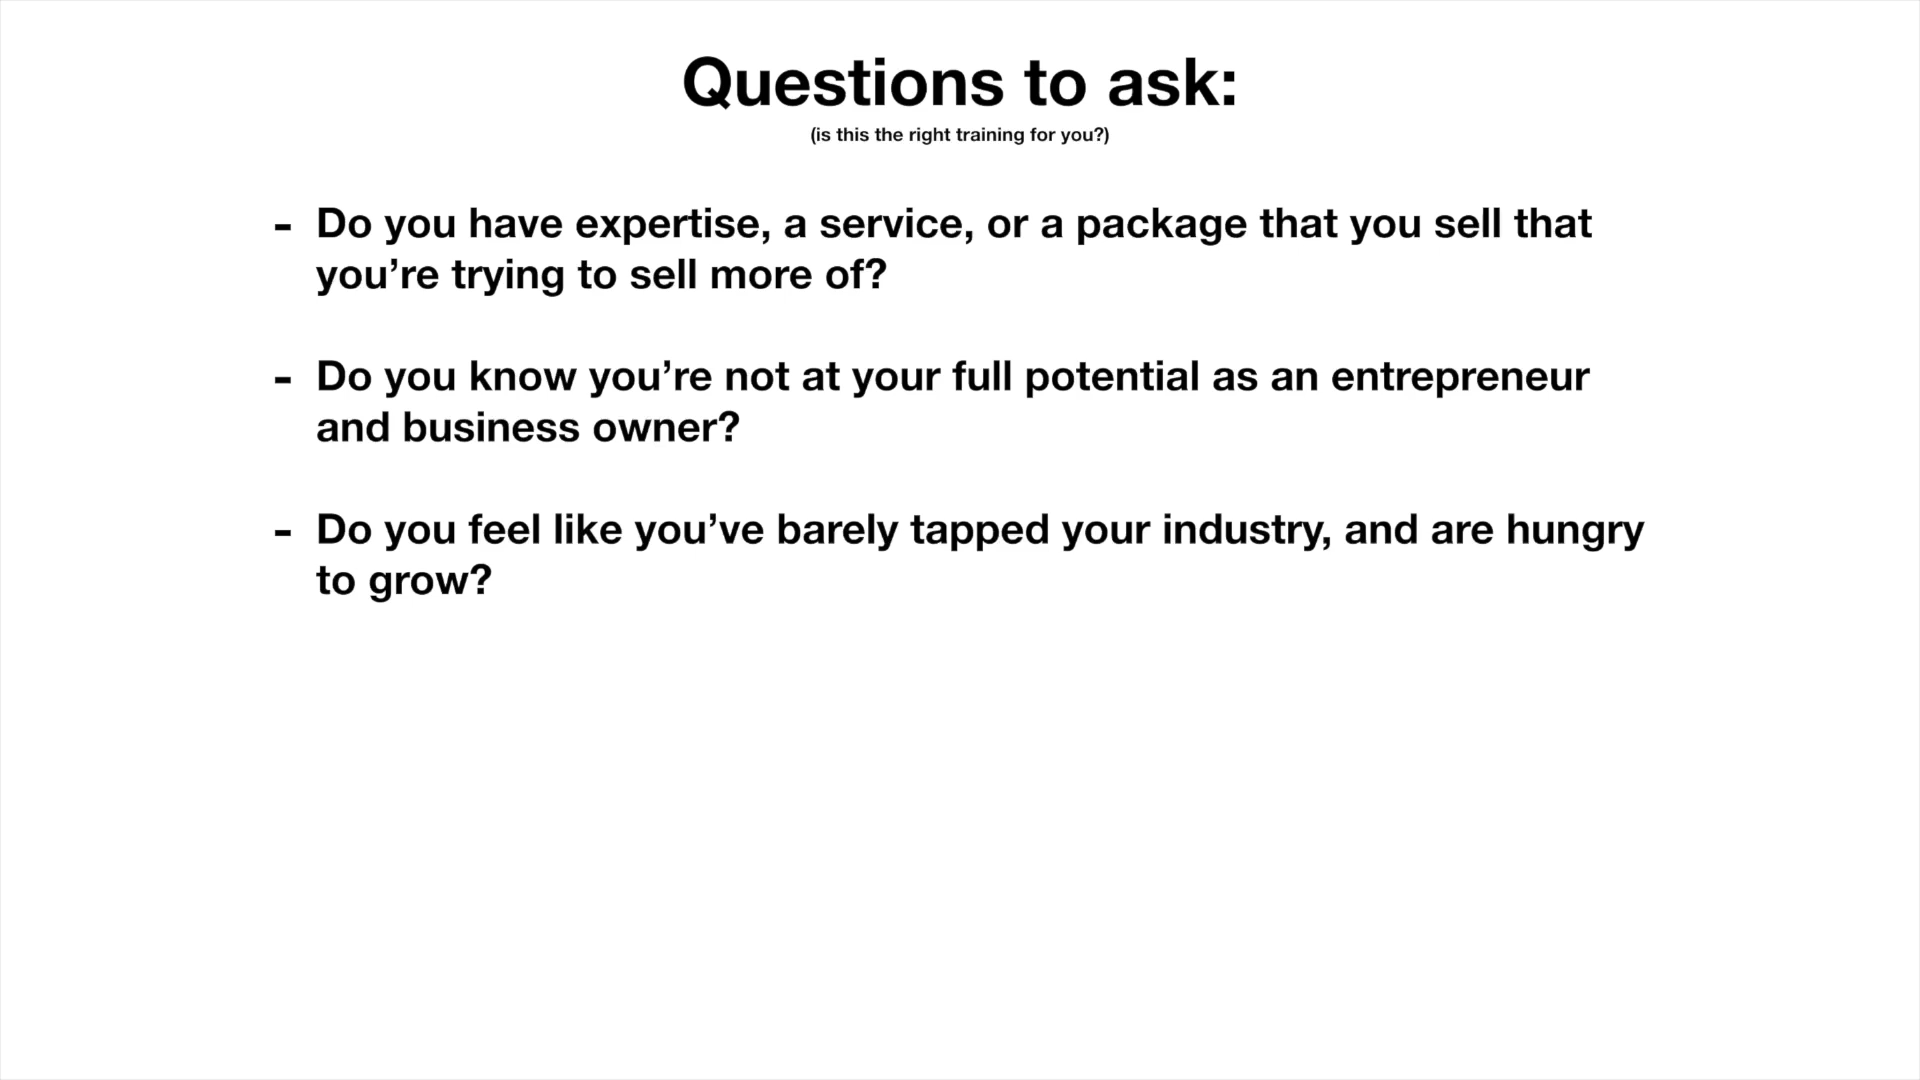 Questions to ask:
(is this the right training for you?)
- Do you have expertise, a service, or a package that you sell that
you’re trying to sell more of?
- Do you know you’re not at your full potential as an entrepreneur
and business owner?
- Do you feel like you’ve barely tapped your industry, and are hungry
to grow?